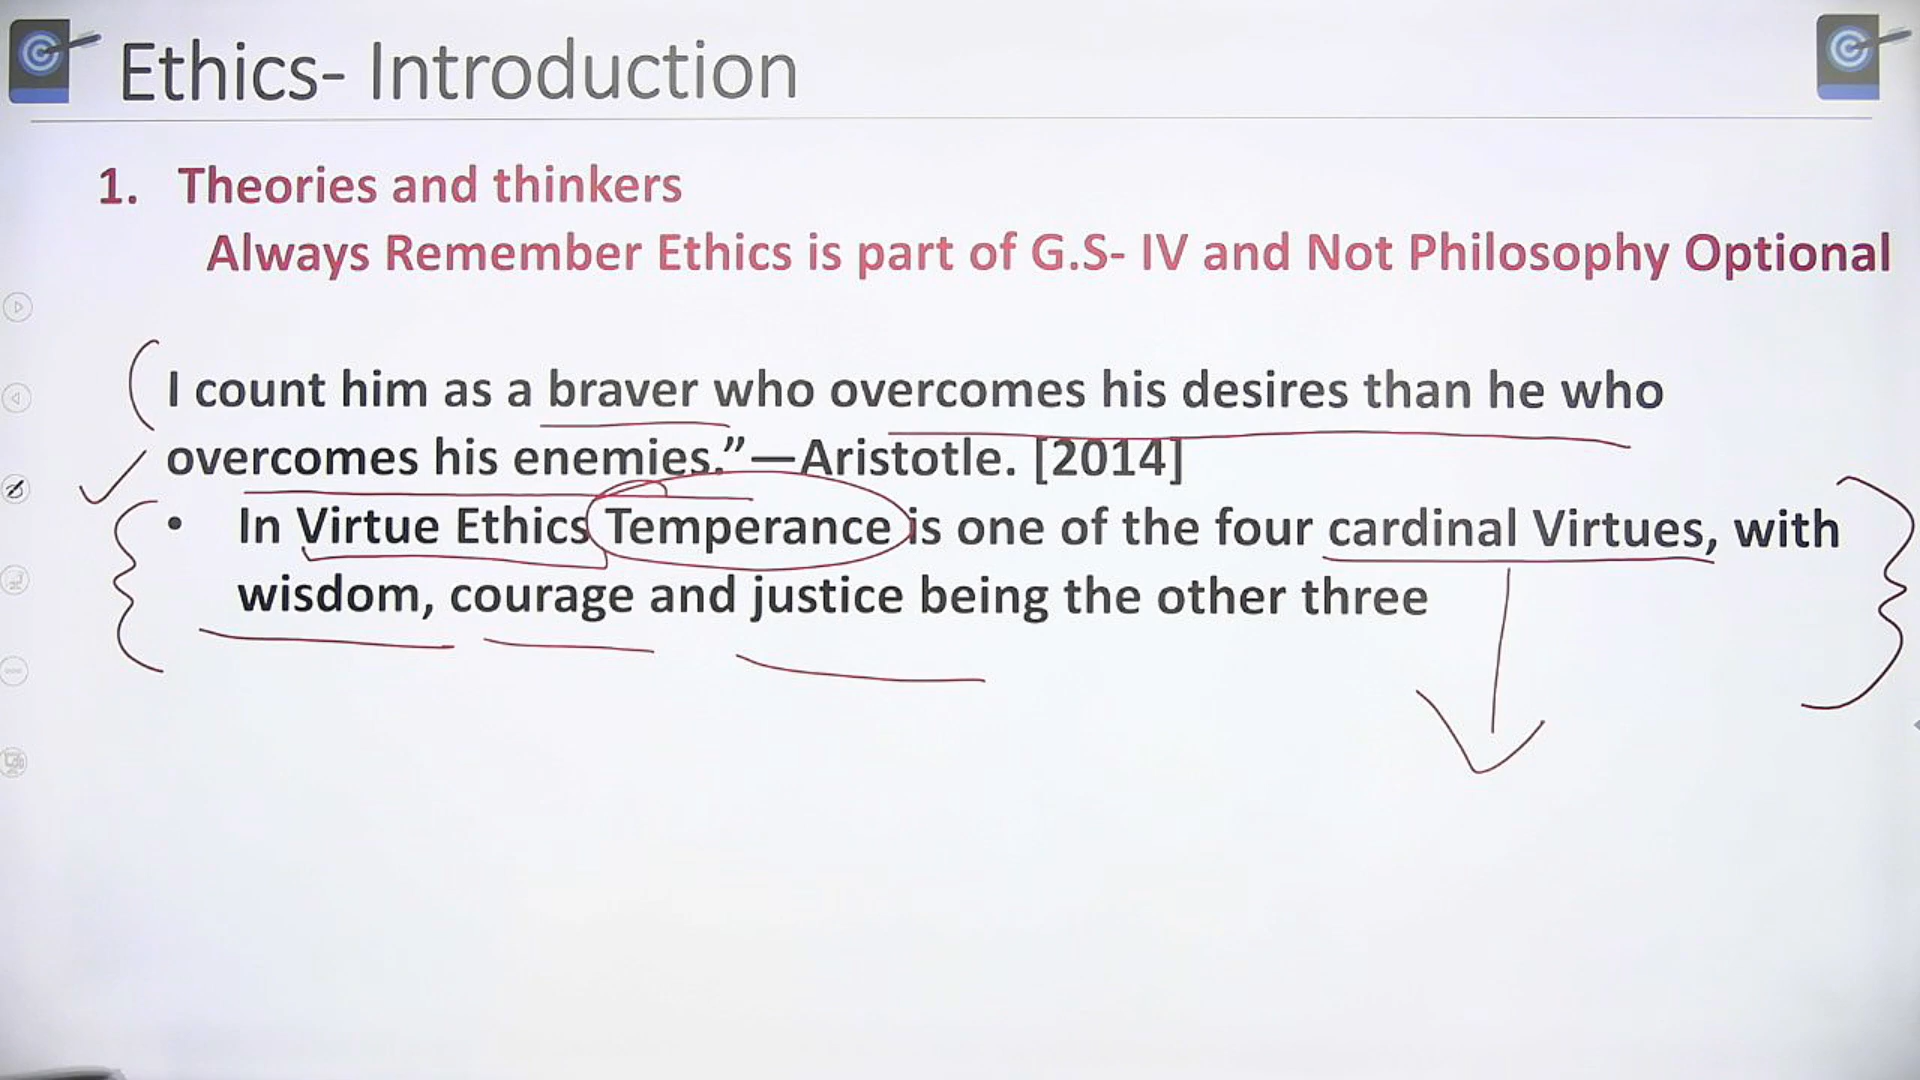 Ethics- Introduction
1. Theories and thinkers
Always Remember Ethics is part of G.S- IV and Not Philosophy Optional
I count him as a braver who overcomes his desires than he who
overcomes his enemies.”—Aristotle. [2014]
• In Virtue Ethics Temperance is one of the four cardinal Virtues, with
wisdom, courage and justice being the other three